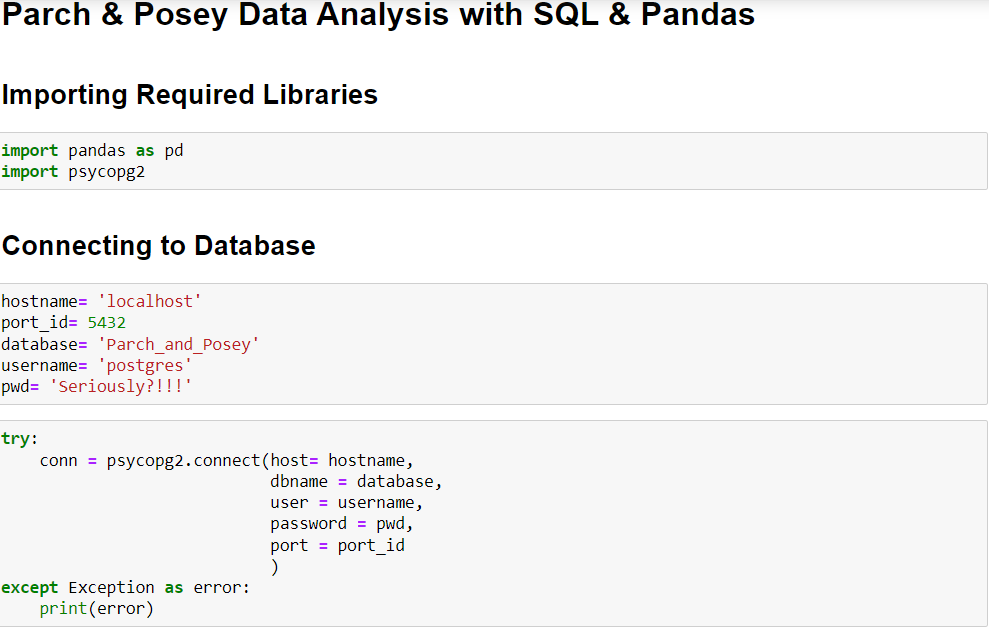 Parch & Posey Data Analysis with SQL & Pandas
Importing Required Libraries
import pandas as pd
import psycopg2
Connecting to Database
hostname= 'localhost'
port_id= 5432
database= 'Parch_and_Posey'
username= 'postgres'
pwd= 'Seriously?!!!'
try:
    conn = psycopg2.connect(host= hostname,
                            dbname = database,
                            user = username,
                            password = pwd,
                            port = port_id
                            )
except Exception as error:
    print(error)